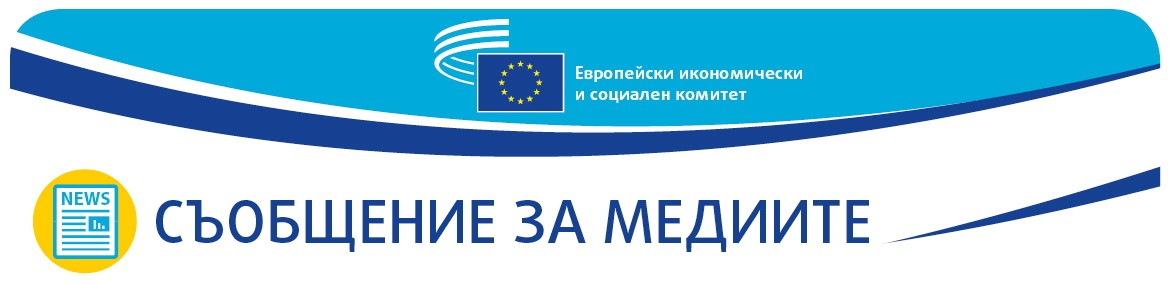 Европейски икономически
и социален комитет
NEWS
СЪОБЩЕНИЕ ЗА МЕДИИТЕ